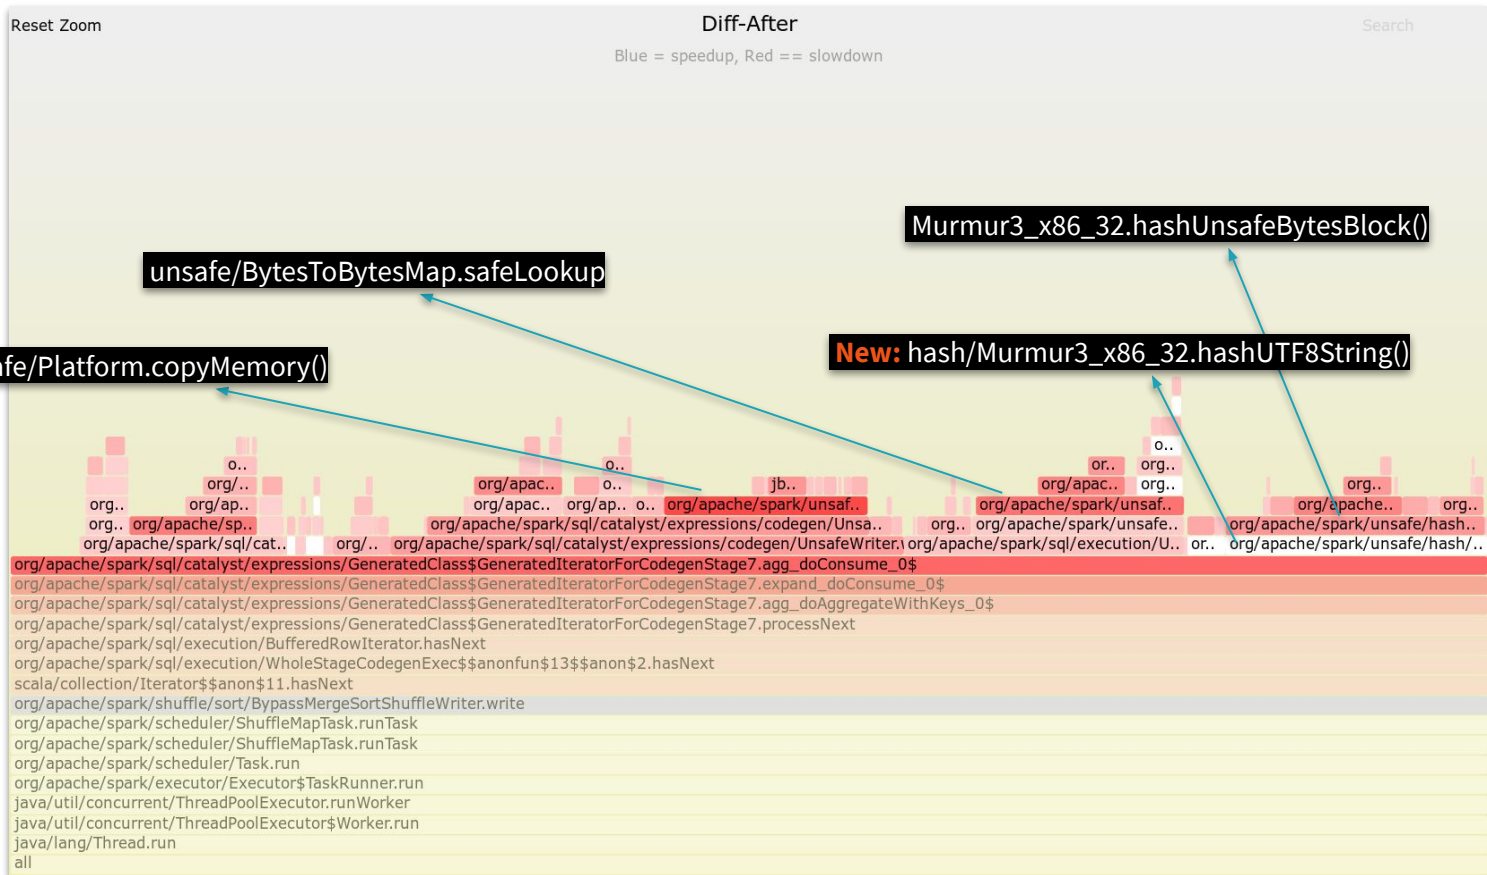 Reset Zoom
Diff-After
Search
Blue = speedup, Red == slowdown
Murmur3_x86_32.hashUnsafeBytesBlock()
unsafe/BytesToBytesMap.safeLookup
New: hash/Murmur3_x86_32.hashUTF8String()
afe/Platform.copyMemory()
o..
o..
o..
or..
org..
org/..
org/apac..
o..
jb..
org/apac..
org..
org..
org..
org/ap..
org/apac..
org/ap..
o..
org/apache/spark/unsaf..
org/apache/spark/unsaf..
org/apache..
org..
org..
org/apache/sp..
org/apache/spark/sql/catalyst/expressions/codegen/Unsa..
org..
org/apache/spark/unsafe..
org/apache/spark/unsafe/hash..
org/apache/spark/sql/cat..
org/..
org/apache/spark/sql/catalyst/expressions/codegen/UnsafeWriter.
org/apache/spark/sql/execution/U..
or..
org/apache/spark/unsafe/hash/..
org/apache/spark/sql/catalyst/expressions/GeneratedClass$GeneratedIteratorForCodegenStage7.agg_doConsume_0$
org/apache/spark/sql/catalyst/expressions/GeneratedClass$GeneratedIteratorForCodegenStage7.expand_doConsume_0$
org/apache/spark/sql/catalyst/expressions/GeneratedClass$GeneratedIteratorForCodegenStage7.agg_doAggregateWithKeys_0$
org/apache/spark/sql/catalyst/expressions/GeneratedClass$GeneratedIteratorForCodegenStage7.processNext
org/apache/spark/sql/execution/BufferedRowIterator.hasNext
org/apache/spark/sql/execution/WholeStageCodegenExec$$anonfun$13$$anon$2.hasNext
scala/collection/Iterator$$anon$11.hasNext
org/apache/spark/shuffle/sort/BypassMergeSortShuffleWriter.write
org/apache/spark/scheduler/ShuffleMapTask.runTask
org/apache/spark/scheduler/ShuffleMapTask.runTask
org/apache/spark/scheduler/Task.run
org/apache/spark/executor/Executor$TaskRunner.run
java/util/concurrent/ThreadPoolExecutor.runWorker
java/util/concurrent/ThreadPoolExecutor$Worker.run
java/lang/Thread.run
all